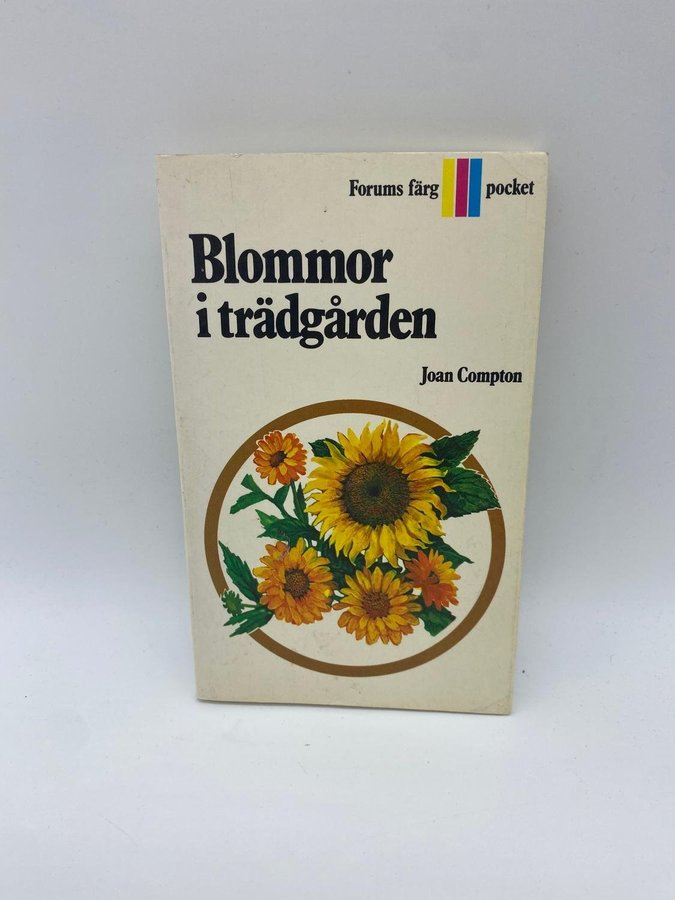 Forums färg pocket
Blommor
i trädgården
Joan Compton